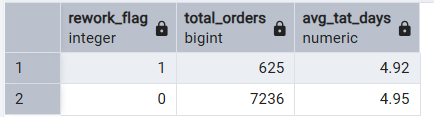 rework_flag total_orders avg_tat_days
integer bigint numeric
1 1 625 4.92
2 0 7236 4.95